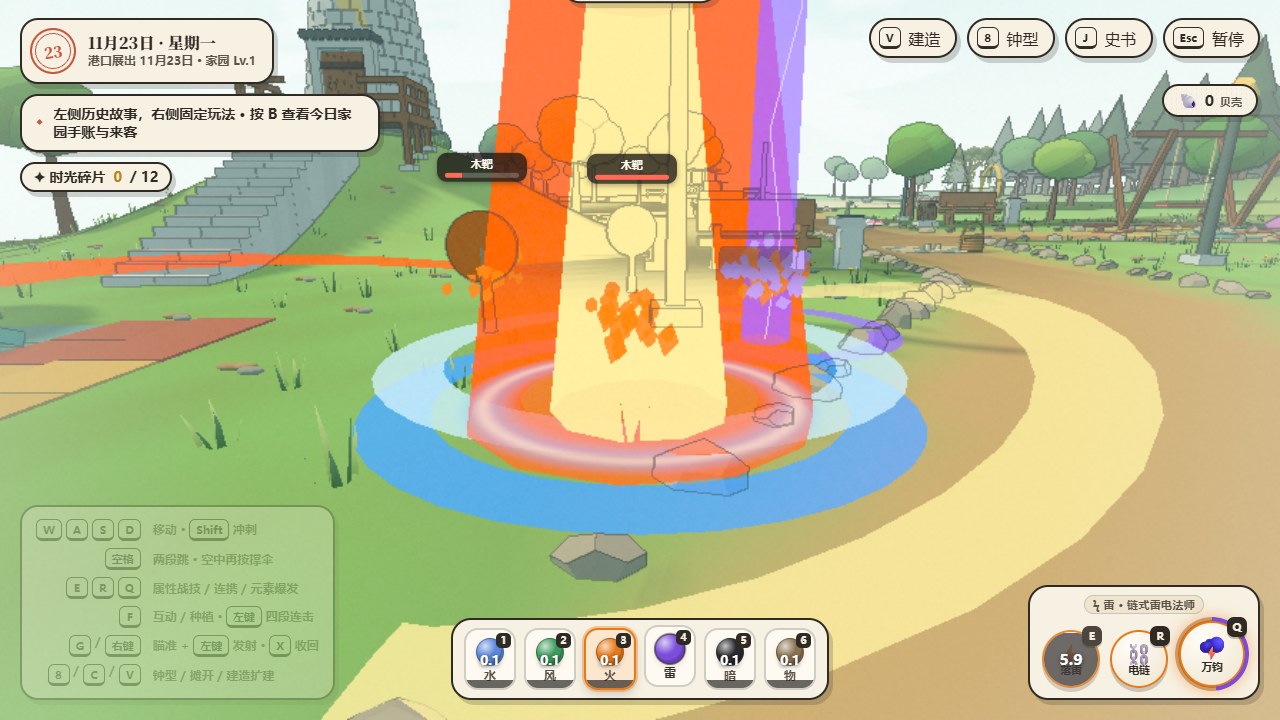 23
11月23日·星期一
港口展出 11月23日·家园 Lv.1
左侧历史故事，右侧固定玩法·按 B 查看今日家
园手账与来客
✦ 时光碎片 0 / 12
V 建造
8 钟型
J 史书
Esc 暂停
0 贝壳
木靶
木靶
W A S D 移动·Shift 冲刺
空格 两段跳·空中再按撑伞
E R Q 属性战技 / 连携 / 元素爆发
F 互动 / 种植·左键 四段连击
G / 右键 瞄准 + 左键 发射·X 收回
8 / C / V 钟型 / 摊开 / 建造扩建
1 0.1 水
2 0.1 风
3 0.1 火
4 雷
5 0.1 暗
6 0.1 物
雷·链式雷电法师
E 5.9
R 电链
Q 万钧